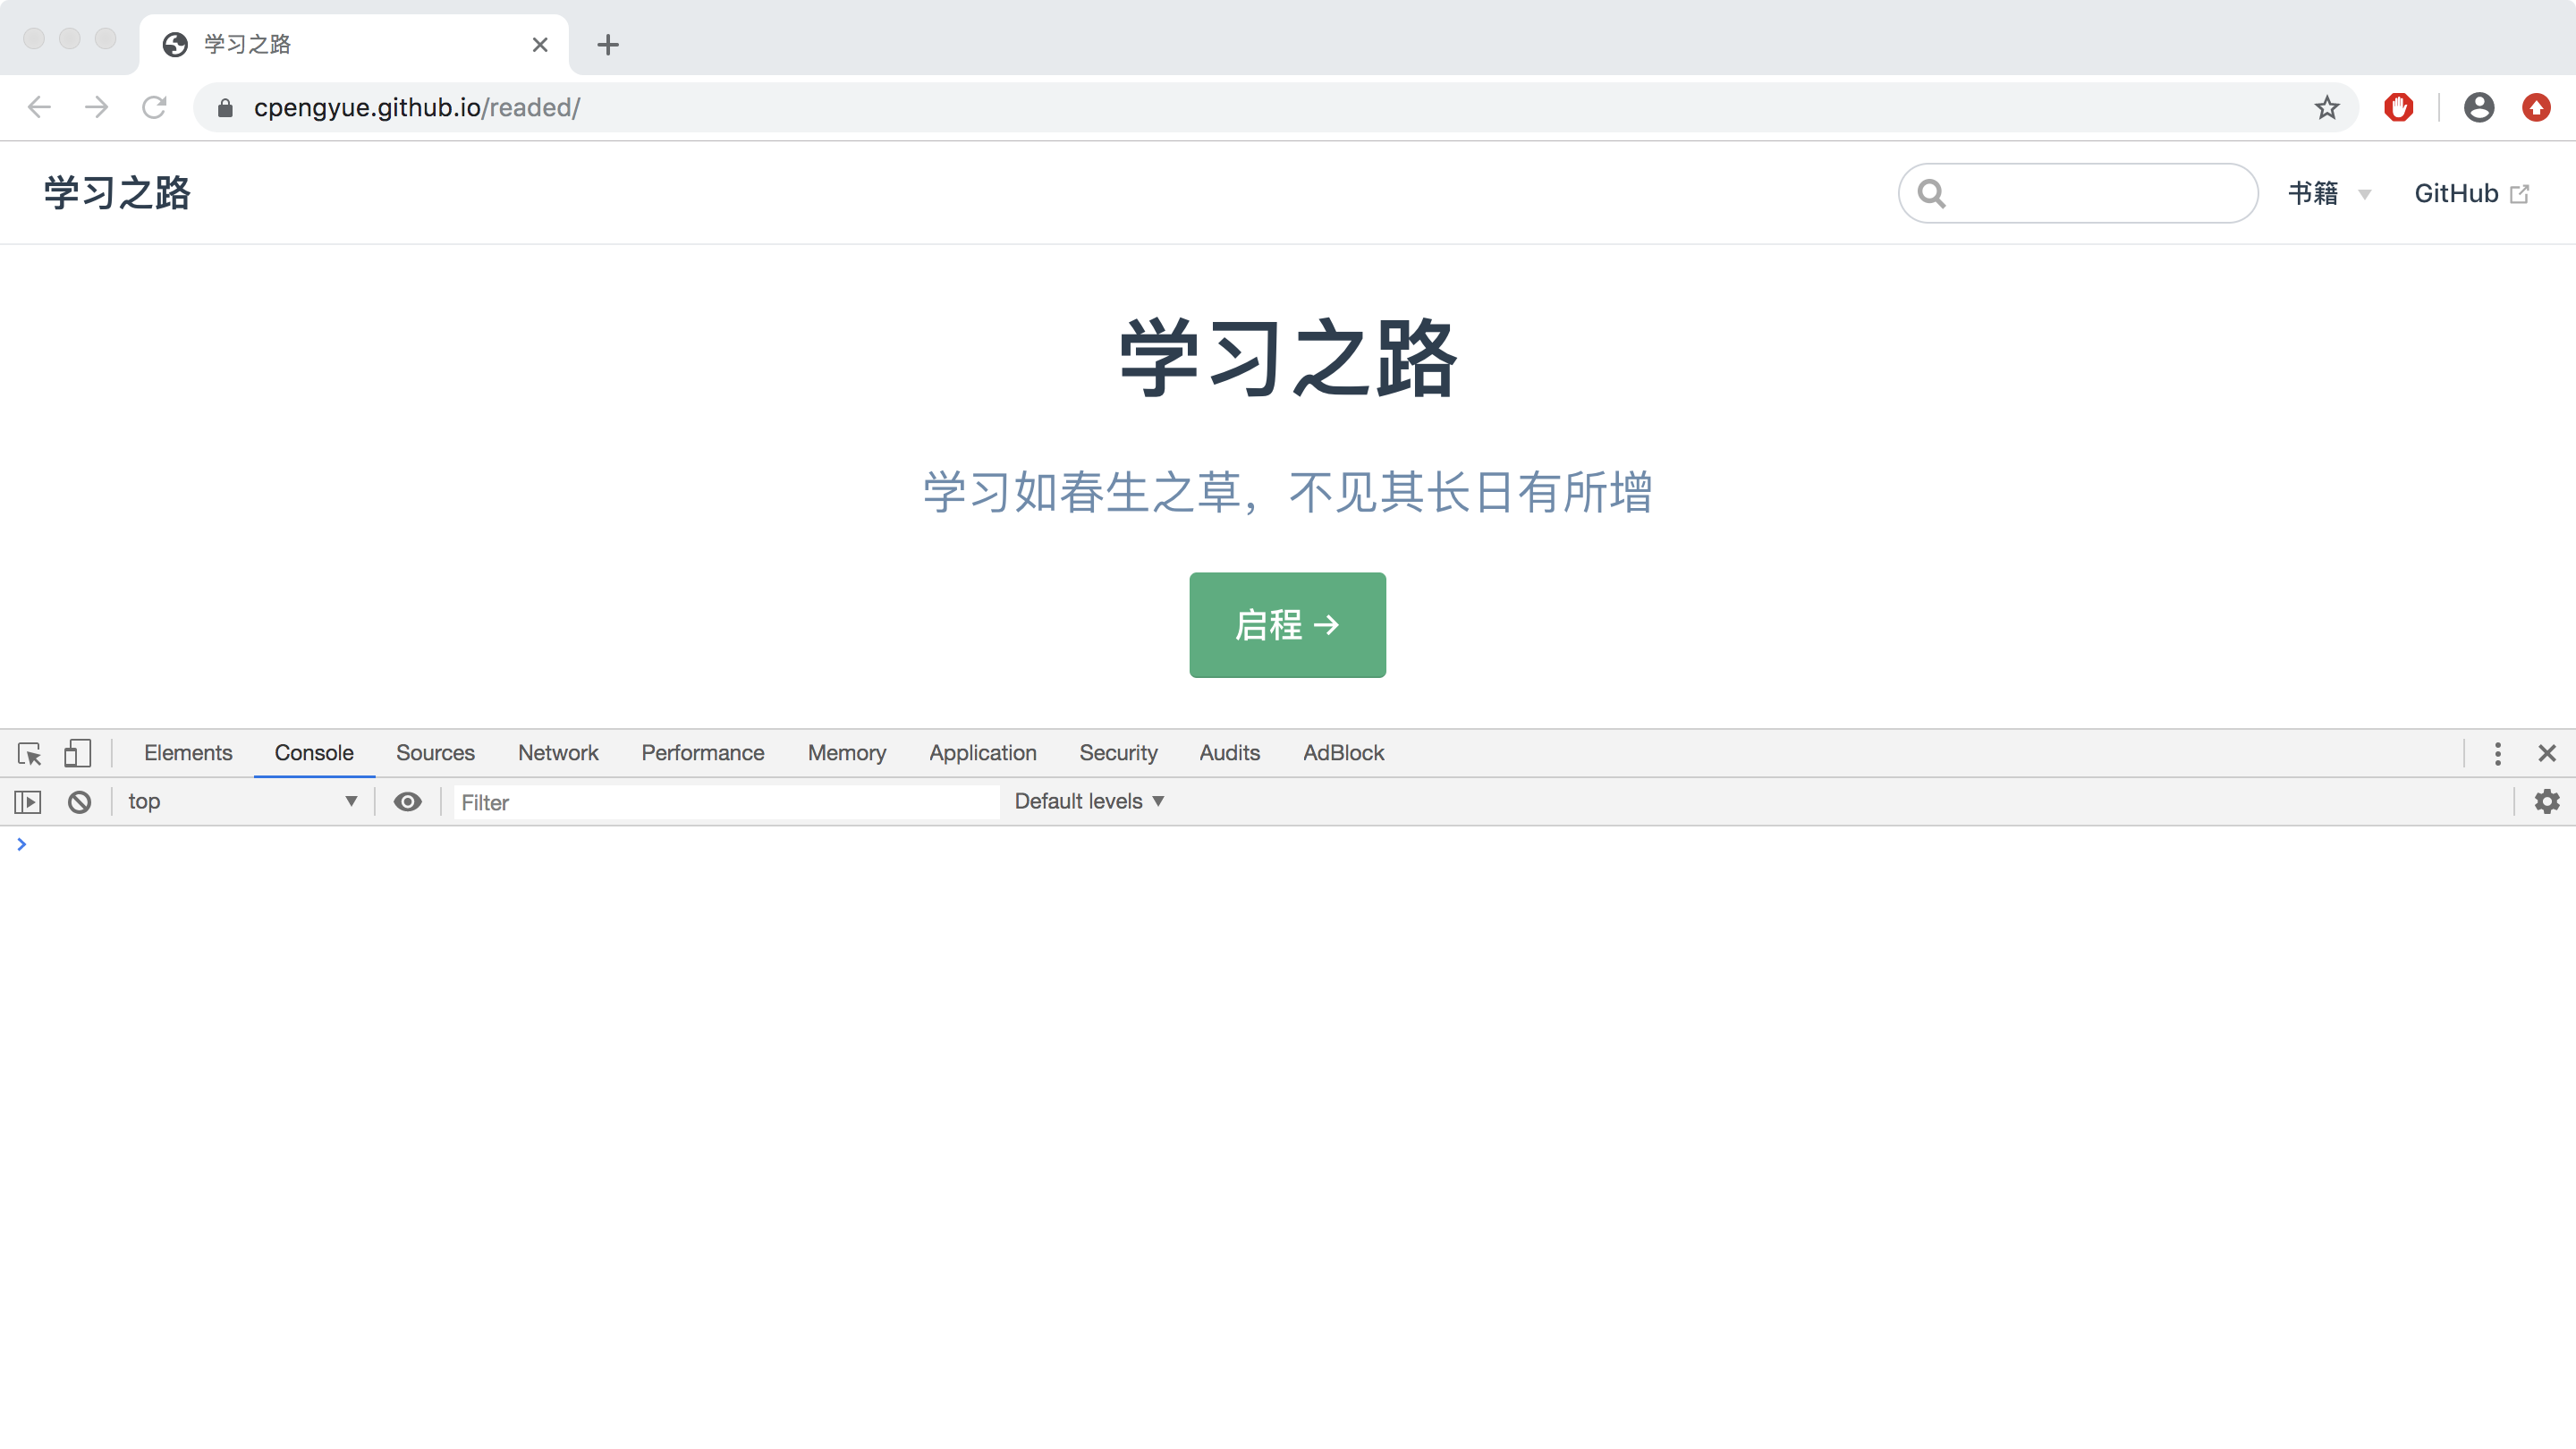 学习之路
cpengyue.github.io/readed/
学习之路
书籍 GitHub
学习之路
学习如春生之草，不见其长日有所增
启程 →
Elements Console Sources Network Performance Memory Application Security Audits AdBlock
top Filter Default levels